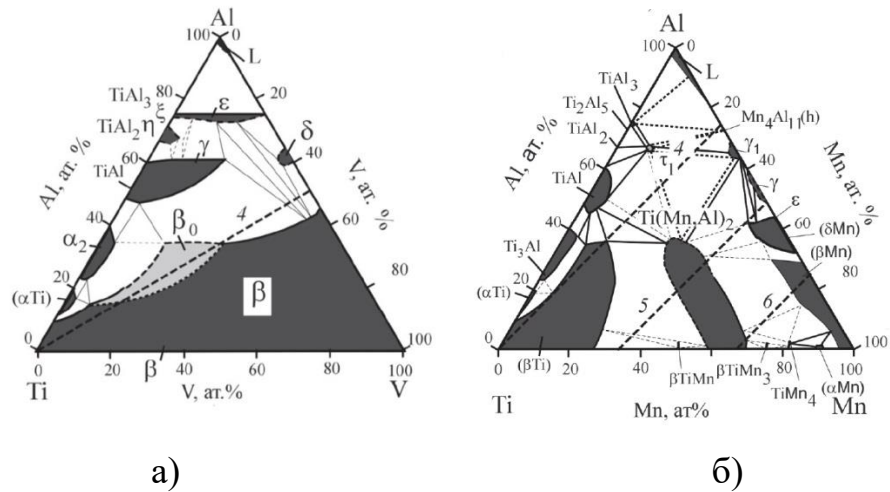 Al
100 0
L
80
20
TiAl3
ξ
ε
TiAl2 η
δ
60
40
γ
TiAl
Al, ат. %
V, ат. %
40
β0
4
60
α2
20
80
(αTi)
β
0
100
20 40 60 80
Ti
β
V, ат.%
V
а)
Al
100 0
L
TiAl3
20
Ti2Al5
Mn4Al11(h)
TiAl2
4
γ1
τ1
40
60
Al, ат. %
Mn, ат. %
TiAl
γ
Ti(Mn,Al)2
ε
40
60
(δMn)
Ti3Al
(βMn)
20
80
(αTi)
5
6
0
100
0 20 40 60 80 100
(βTi)
βTiMn
βTiMn3
TiMn4
(αMn)
Ti
Mn, ат%
Mn
б)